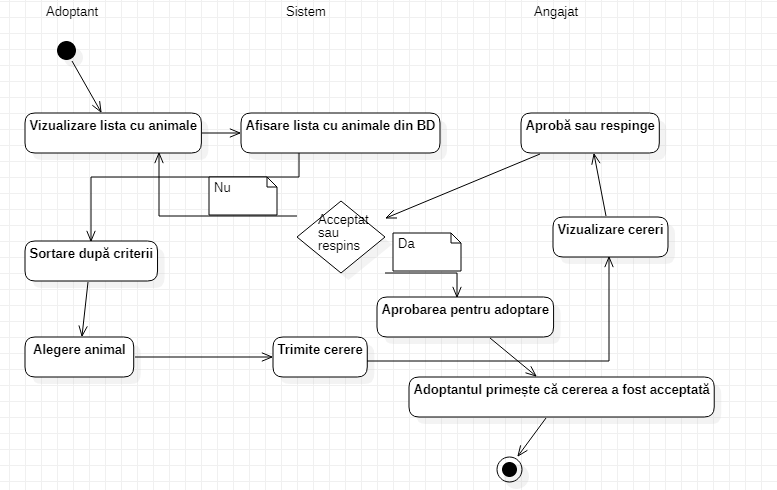 Adoptant
Sistem
Angajat
Vizualizare lista cu animale
Afisare lista cu animale din BD
Aprobă sau respinge
Nu
Acceptat
sau
respins
Vizualizare cereri
Da
Sortare după criterii
Aprobarea pentru adoptare
Alegere animal
Trimite cerere
Adoptantul primește că cererea a fost acceptată